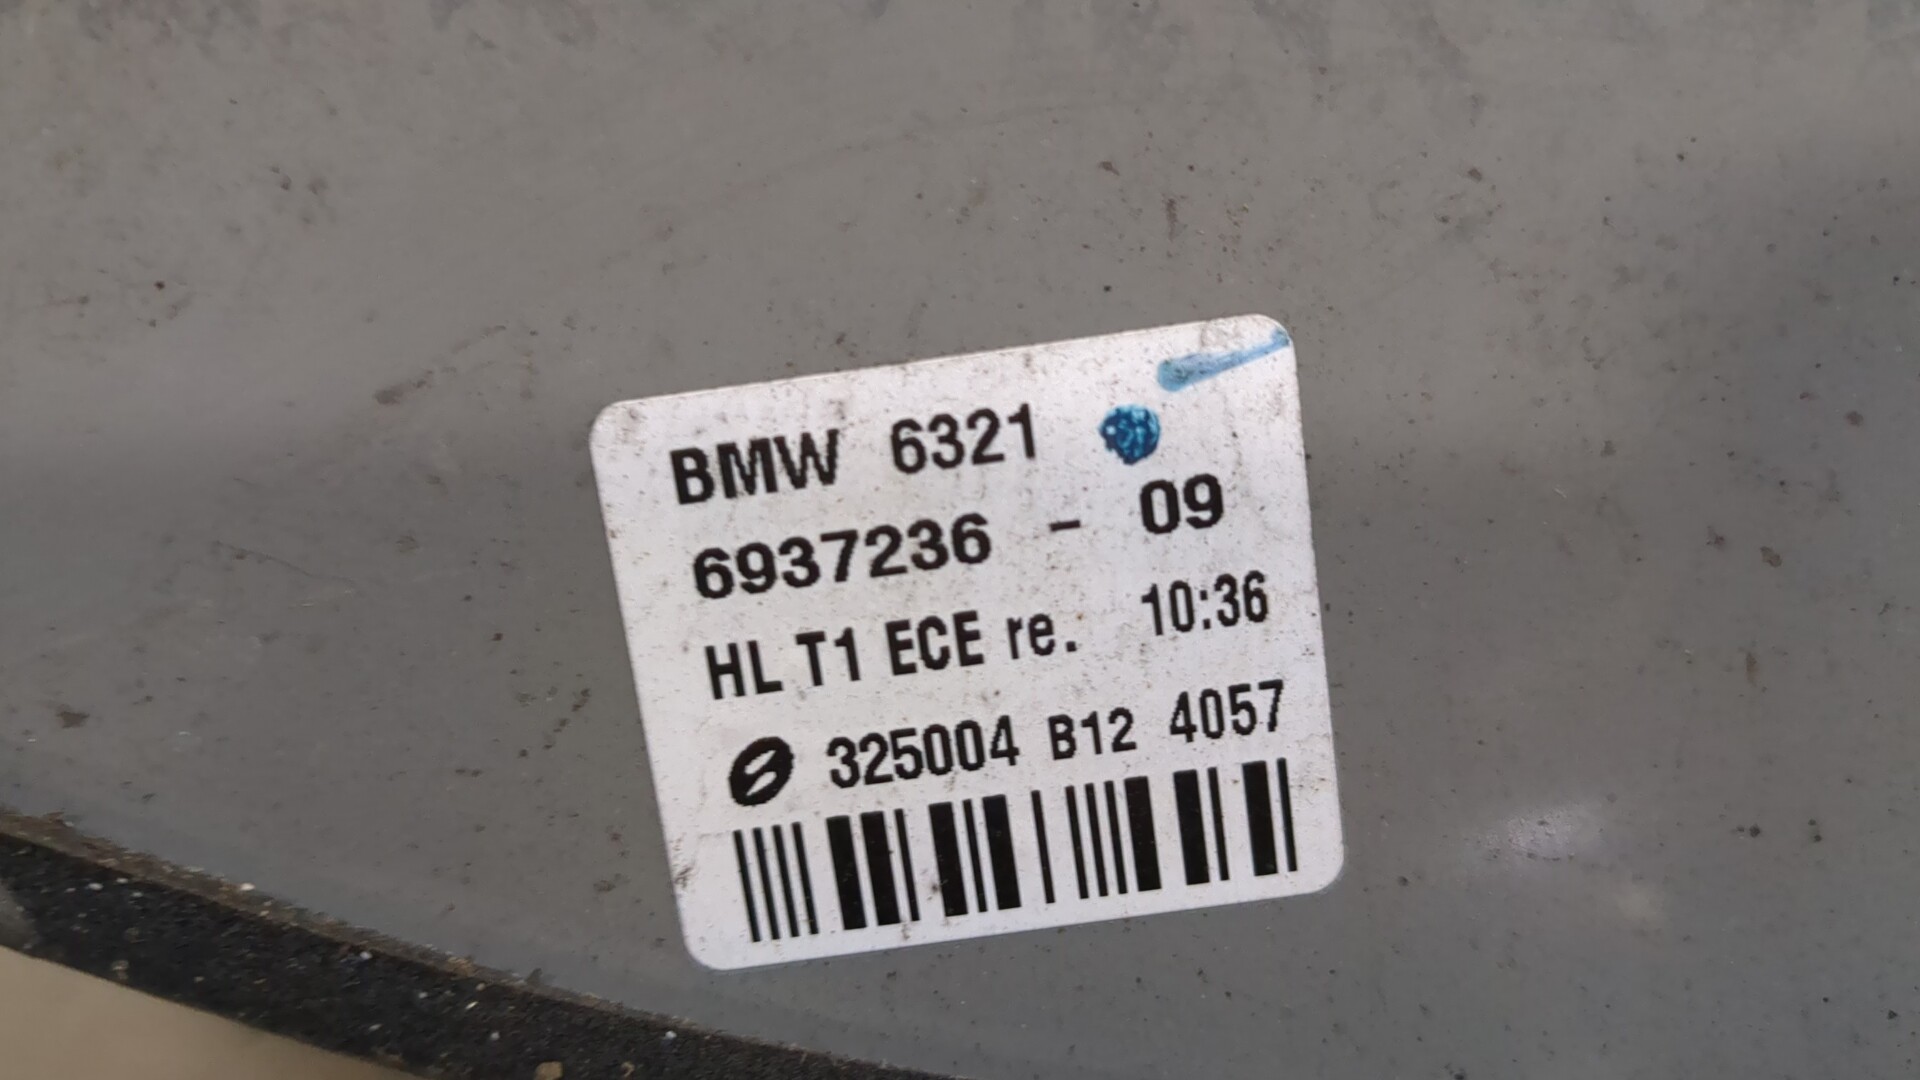 BMW 6321
6937236 - 09
HL T1 ECE re. 10:36
325004 B12 4057